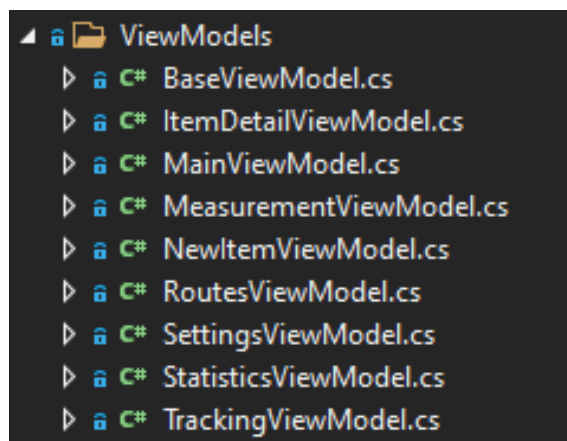 ViewModels
C# BaseViewModel.cs
C# ItemDetailViewModel.cs
C# MainViewModel.cs
C# MeasurementViewModel.cs
C# NewItemViewModel.cs
C# RoutesViewModel.cs
C# SettingsViewModel.cs
C# StatisticsViewModel.cs
C# TrackingViewModel.cs